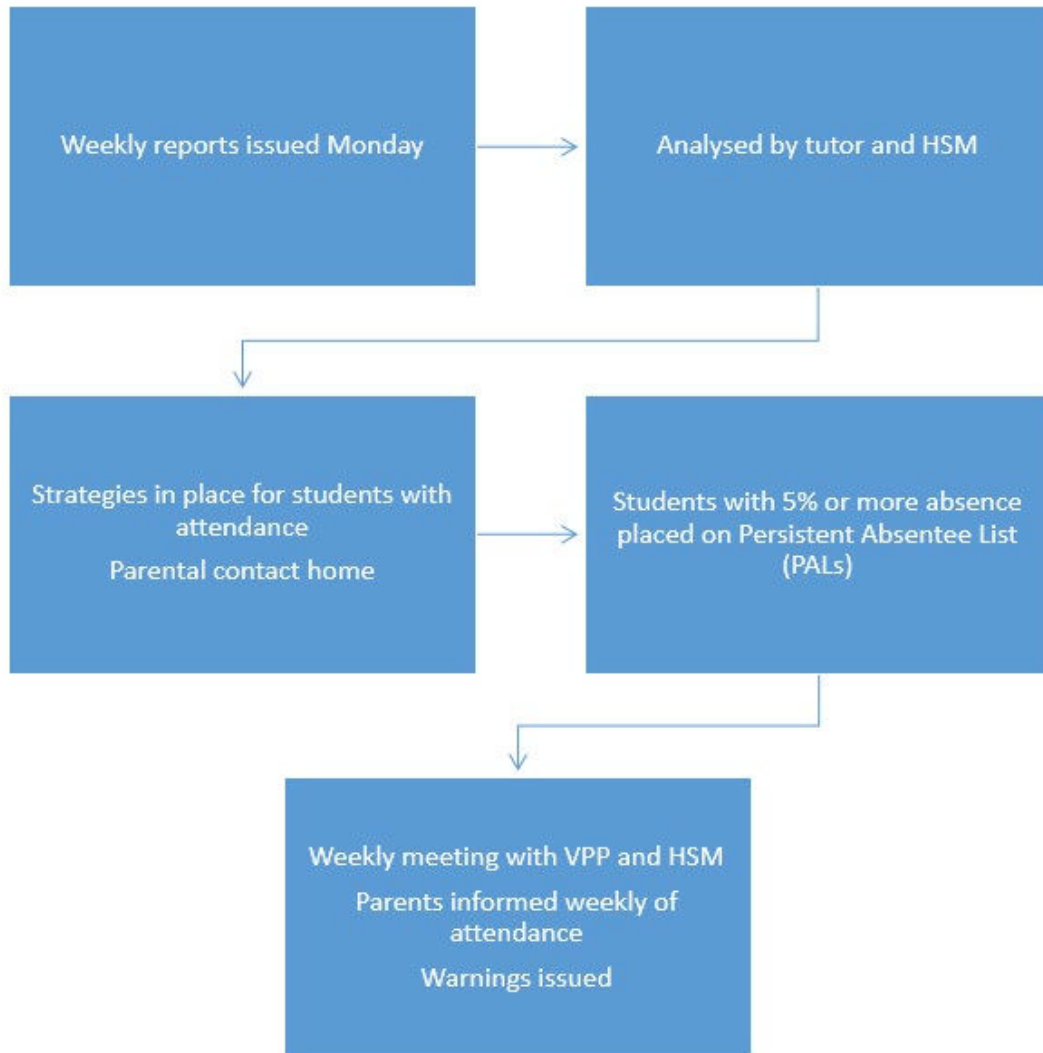 Weekly reports issued Monday
Analysed by tutor and HSM
Strategies in place for students with
attendance
Parental contact home
Students with 5% or more absence
placed on Persistent Absentee List
(PALs)
Weekly meeting with VPP and HSM
Parents informed weekly of
attendance
Warnings issued